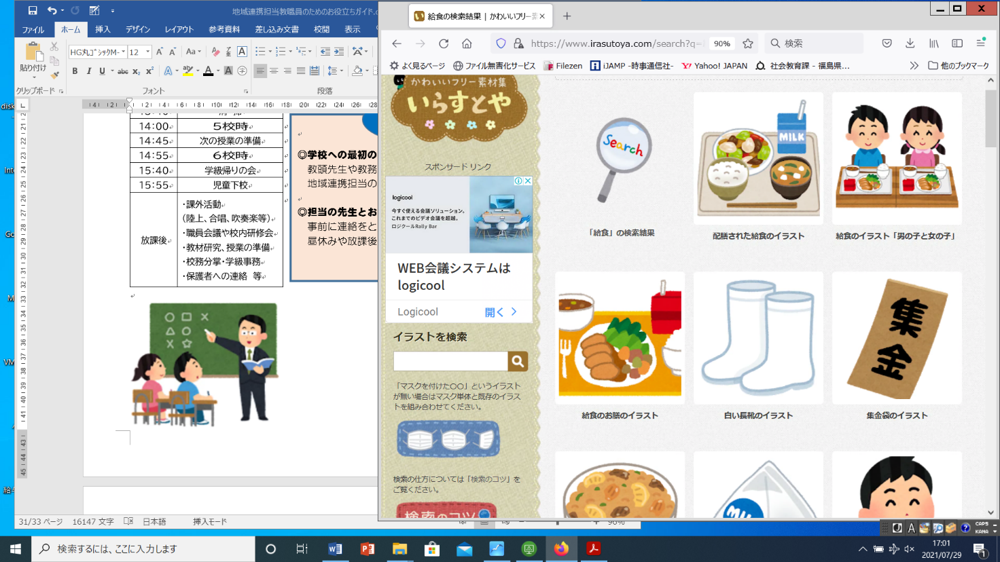 地域連携担当教職員のためのお役立ちガイド.d
ファイル ホーム 挿入 デザイン レイアウト 参考資料 差し込み文書 校閲 表示
HG丸ゴシックM- 12 Aa A
貼り付け
B I U abc x₂ x² A A A
クリップボード フォント 段落
14:00 5校時
14:45 次の授業の準備
14:55 6校時
15:40 学級帰りの会
15:55 児童下校
放課後
・課外活動
(陸上、合唱、吹奏楽等)
・職員会議や校内研修会
・教材研究、授業の準備
・校務分掌・学級事務
・保護者への連絡 等
◎学校への最初の
教頭先生や教務
地域連携担当の
◎担当の先生とお
事前に連絡をと
昼休みや放課後
31/33 ページ 16147 文字 日本語 挿入モード
96%
給食の検索結果 | かわいいフリー素
https://www.irasutoya.com/search?q= 90% 検索
よく見るページ ファイル無害化サービス Filezen iJAMP -時事通信社- Yahoo! JAPAN 社会教育課 - 福島県... 他のブックマーク
かわいいフリー素材集
いらすとや
スポンサード リンク
logicool
今すぐ使える会議ソリューション。
これまでのビデオ会議を超越。
ロジクールRally Bar
WEB会議システムは
logicool
Logicool 開く
イラストを検索
「マスクを付けた○○」というイラスト
が無い場合はマスク単体と既存のイラス
トを組み合わせてください。
検索の仕方については「検索のコツ」を
ご覧ください。
検索のコツ
Search
「給食」の検索結果
MILK
配膳された給食のイラスト
給食のイラスト「男の子と女の子」
給食のお膳のイラスト
白い長靴のイラスト
集金
集金袋のイラスト
disk
VM
CAPS
KANA
検索するには、ここに入力します
17:01
2021/07/29
1